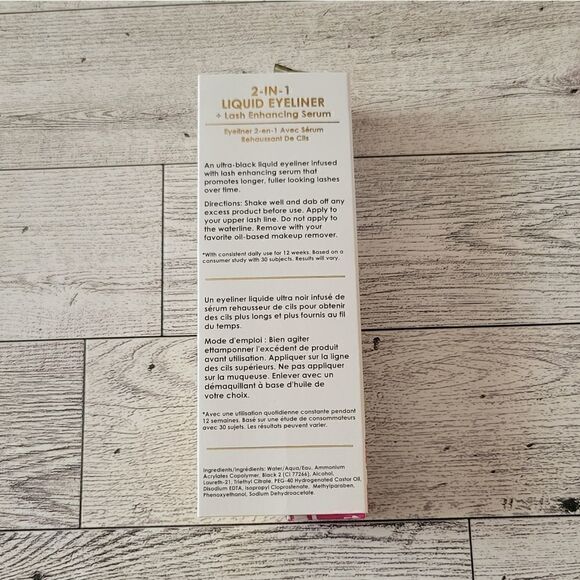 2-IN-1
LIQUID EYELINER
+ Lash Enhancing Serum
Eyeliner 2-en-1 Avec Sérum
Rehaussant De Cils
An ultra-black liquid eyeliner infused
with lash enhancing serum that
promotes longer, fuller looking lashes
over time.
Directions: Shake well and dab off any
excess product before use. Apply to
your upper lash line. Do not apply to
the waterline. Remove with your
favorite oil-based makeup remover.
*With consistent daily use for 12 weeks. Based on a
consumer study with 30 subjects. Results will vary.
Un eyeliner liquide ultra noir infusé de
sérum rehausseur de cils pour obtenir
des cils plus longs et plus fournis au fil
du temps.
Mode d'emploi : Bien agiter
ettamponner l'excédent de produit
avant utilisation. Appliquer sur la ligne
des cils supérieurs. Ne pas appliquer
sur la muqueuse. Enlever avec un
démaquillant à base d'huile de
votre choix.
*Avec une utilisation quotidienne constante pendant
12 semaines. Basé sur une étude de consommateurs
avec 30 sujets. Les résultats peuvent varier.
Ingredients/Ingrédients: Water/Aqua/Eau, Ammonium
Acrylates Copolymer, Black 2 (CI 77266), Alcohol,
Laureth-21, Triethyl Citrate, PEG-40 Hydrogenated Castor Oil,
Disodium EDTA, Isopropyl Cloprostenate, Methylparaben,
Phenoxyethanol, Sodium Dehydroacetate.